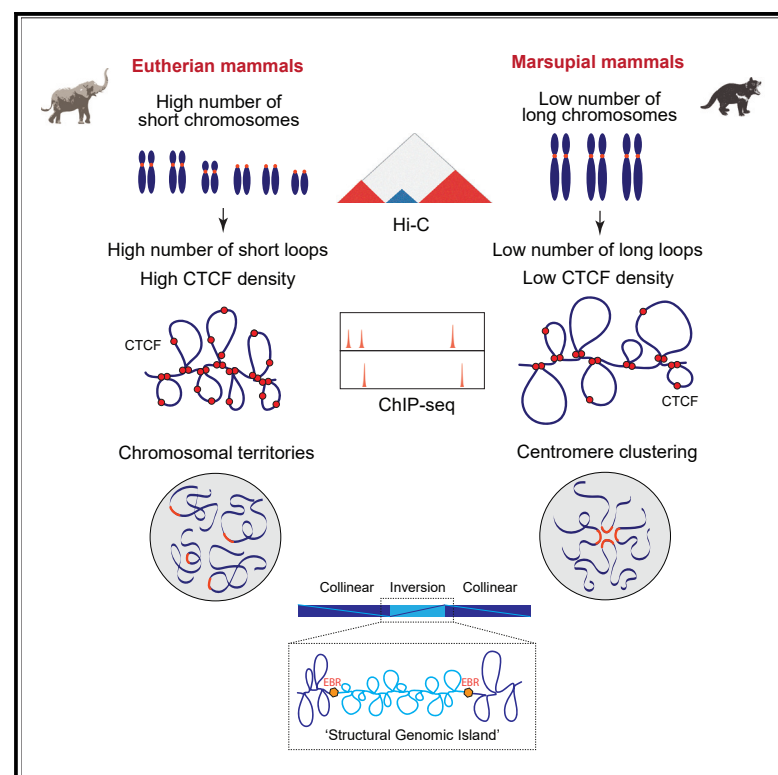 Eutherian mammals
High number of
short chromosomes
High number of short loops
High CTCF density
CTCF
Chromosomal territories
Hi-C
ChIP-seq
Marsupial mammals
Low number of
long chromosomes
Low number of long loops
Low CTCF density
CTCF
Centromere clustering
Collinear Inversion Collinear
EBR EBR
'Structural Genomic Island'